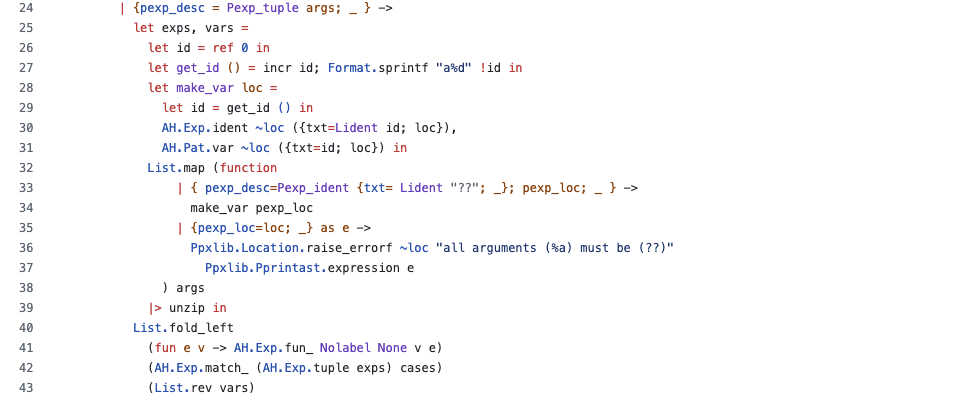 24 | {pexp_desc = Pexp_tuple args; _ } ->
25 let exps, vars =
26 let id = ref 0 in
27 let get_id () = incr id; Format.sprintf "a%d" !id in
28 let make_var loc =
29 let id = get_id () in
30 AH.Exp.ident ~loc ({txt=Lident id; loc}),
31 AH.Pat.var ~loc ({txt=id; loc}) in
32 List.map (function
33 | { pexp_desc=Pexp_ident {txt= Lident "??"; _}; pexp_loc; _ } ->
34 make_var pexp_loc
35 | {pexp_loc=loc; _} as e ->
36 Ppxlib.Location.raise_errorf ~loc "all arguments (%a) must be (??)"
37 Ppxlib.Pprintast.expression e
38 ) args
39 |> unzip in
40 List.fold_left
41 (fun e v -> AH.Exp.fun_ Nolabel None v e)
42 (AH.Exp.match_ (AH.Exp.tuple exps) cases)
43 (List.rev vars)